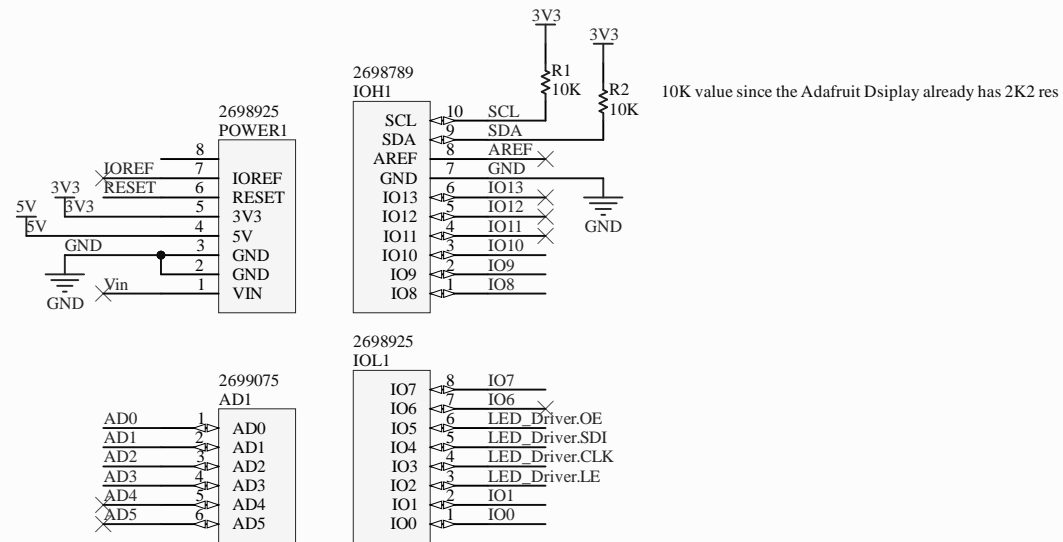 3V3
3V3
R1
10K
R2
10K
10K value since the Adafruit Dsiplay already has 2K2 res
2698925
POWER1
8
IOREF 7 IOREF
RESET 6 RESET
3V3 3V3 5 3V3
5V 5V 4 5V
GND 3 GND
2 GND
GND
Vin 1 VIN
2698789
IOH1
SCL 10 SCL
SDA 9 SDA
AREF 8 AREF
GND 7 GND
IO13 6 IO13
IO12 5 IO12
IO11 4 IO11
IO10 3 IO10
IO9 2 IO9
IO8 1 IO8
GND
2699075
AD1
AD0 1 AD0
AD1 2 AD1
AD2 3 AD2
AD3 4 AD3
AD4 5 AD4
AD5 6 AD5
2698925
IOL1
IO7 8 IO7
IO6 7 IO6
IO5 6 LED_Driver.OE
IO4 5 LED_Driver.SDI
IO3 4 LED_Driver.CLK
IO2 3 LED_Driver.LE
IO1 2 IO1
IO0 1 IO0